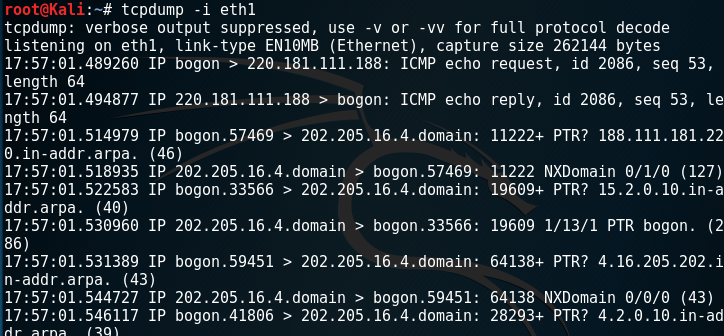 root@Kali:~# tcpdump -i eth1
tcpdump: verbose output suppressed, use -v or -vv for full protocol decode
listening on eth1, link-type EN10MB (Ethernet), capture size 262144 bytes
17:57:01.489260 IP bogon > 220.181.111.188: ICMP echo request, id 2086, seq 53,
length 64
17:57:01.494877 IP 220.181.111.188 > bogon: ICMP echo reply, id 2086, seq 53, le
ngth 64
17:57:01.514979 IP bogon.57469 > 202.205.16.4.domain: 11222+ PTR? 188.111.181.22
0.in-addr.arpa. (46)
17:57:01.518935 IP 202.205.16.4.domain > bogon.57469: 11222 NXDomain 0/1/0 (127)
17:57:01.522583 IP bogon.33566 > 202.205.16.4.domain: 19609+ PTR? 15.2.0.10.in-a
ddr.arpa. (40)
17:57:01.530960 IP 202.205.16.4.domain > bogon.33566: 19609 1/13/1 PTR bogon. (2
86)
17:57:01.531389 IP bogon.59451 > 202.205.16.4.domain: 64138+ PTR? 4.16.205.202.i
n-addr.arpa. (43)
17:57:01.544727 IP 202.205.16.4.domain > bogon.59451: 64138 NXDomain 0/0/0 (43)
17:57:01.546117 IP bogon.41806 > 202.205.16.4.domain: 28293+ PTR? 4.2.0.10.in-ad
dr.arpa. (39)